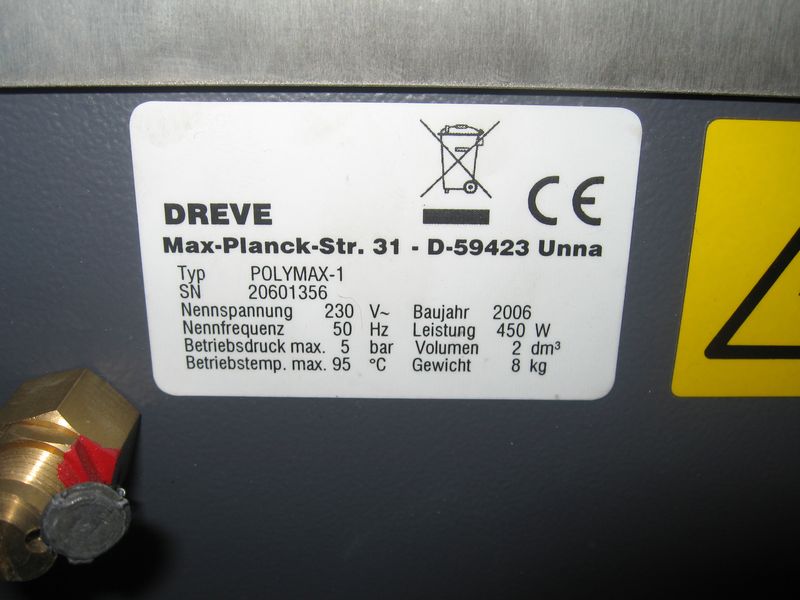 CE
DREVE
Max-Planck-Str. 31 - D-59423 Unna
Typ POLYMAX-1
SN 20601356
Nennspannung 230 V~ Baujahr 2006
Nennfrequenz 50 Hz Leistung 450 W
Betriebsdruck max. 5 bar Volumen 2 dm³
Betriebstemp. max. 95 °C Gewicht 8 kg